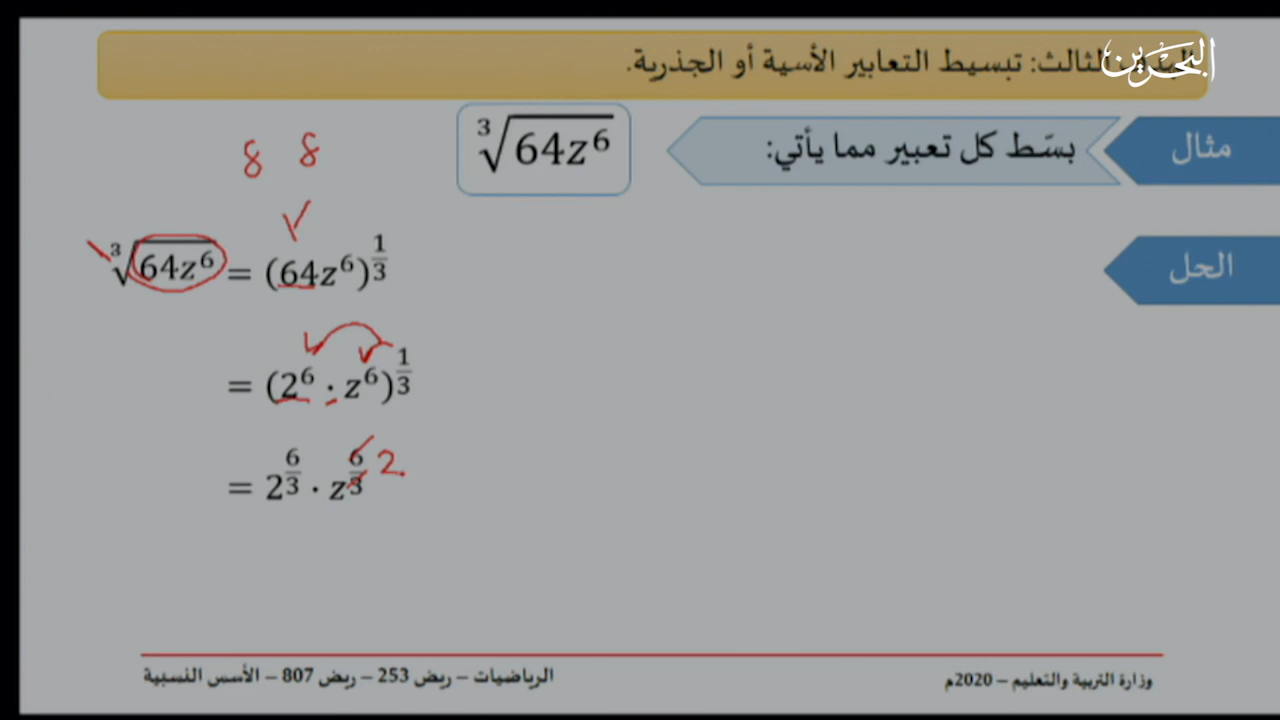 البحرين
الثالث: تبسيط التعابير الأسية أو الجذرية.
مثال
بسّط كل تعبير مما يأتي:
∛64z⁶
8 8
الحل
∛64z⁶ = (64z⁶)^(1/3)
= (2⁶ · z⁶)^(1/3)
= 2^(6/3) · z^(6/3) 2
وزارة التربية والتعليم – 2020م
الرياضيات – ريض 253 – ريض 807 – الأسس النسبية